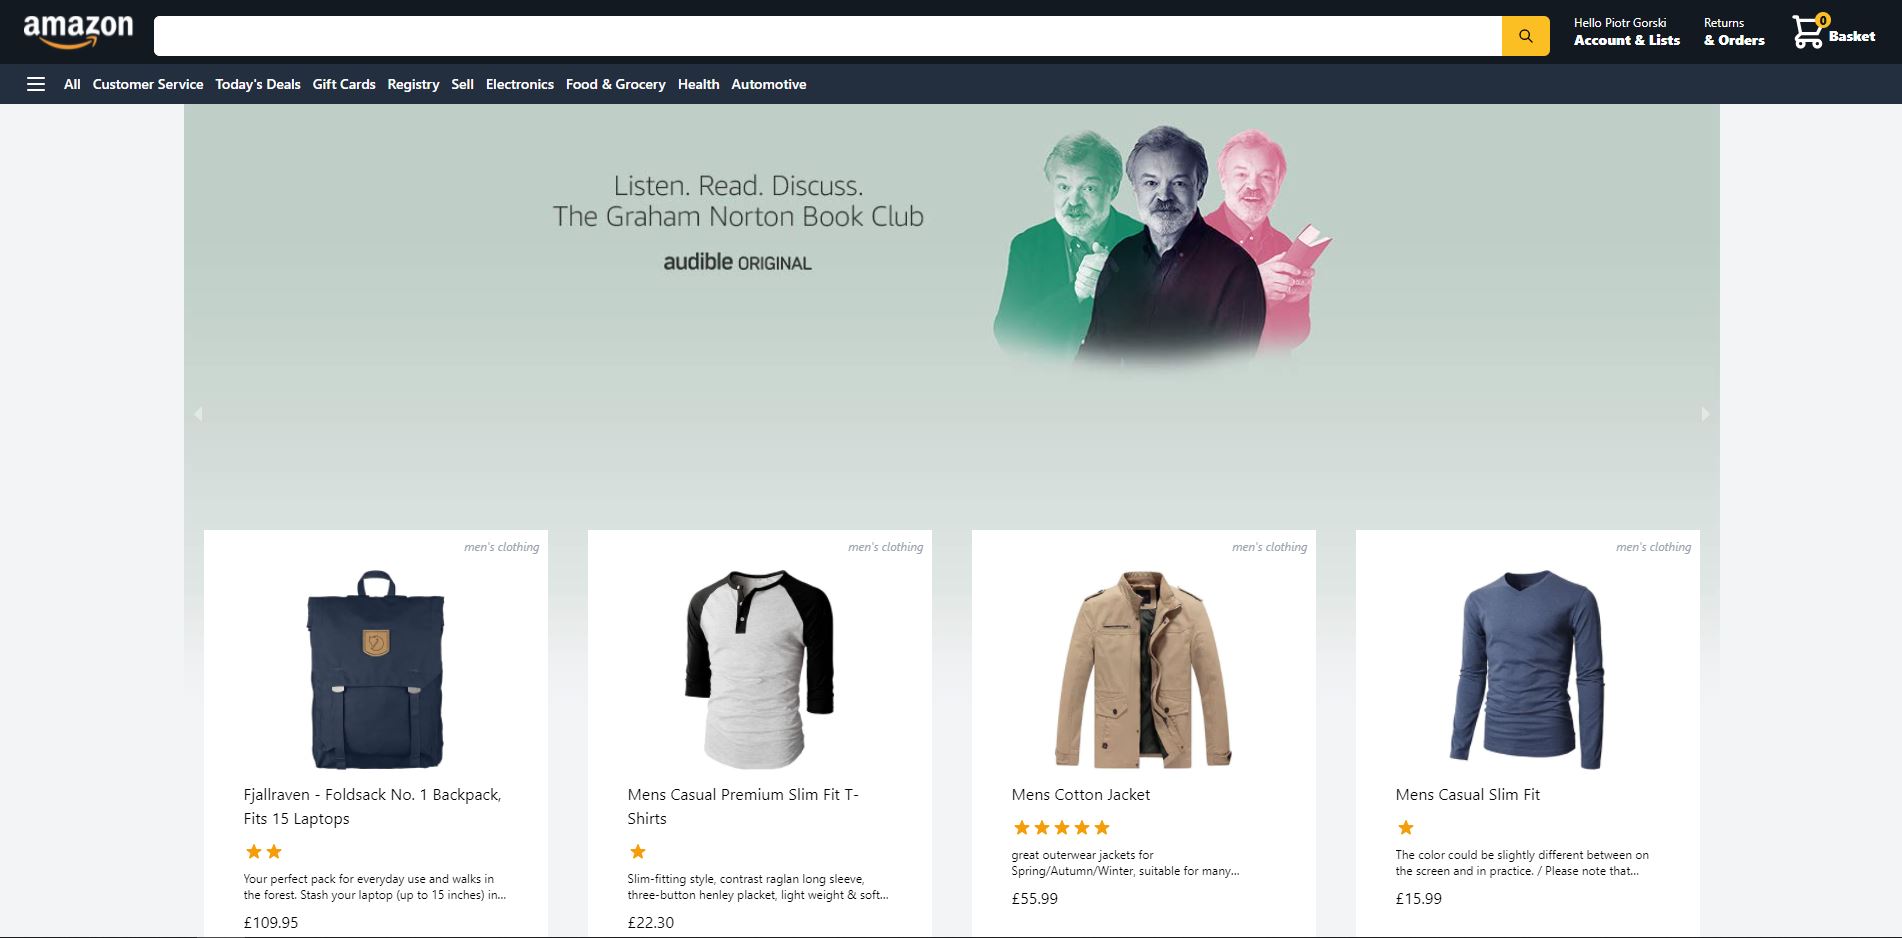 amazon
Hello Piotr Gorski
Account & Lists
Returns
& Orders
0
Basket
All Customer Service Today's Deals Gift Cards Registry Sell Electronics Food & Grocery Health Automotive
Listen. Read. Discuss.
The Graham Norton Book Club
audible ORIGINAL
men's clothing
Fjallraven - Foldsack No. 1 Backpack,
Fits 15 Laptops
Your perfect pack for everyday use and walks in
the forest. Stash your laptop (up to 15 inches) in...
£109.95
men's clothing
Mens Casual Premium Slim Fit T-
Shirts
Slim-fitting style, contrast raglan long sleeve,
three-button henley placket, light weight & soft...
£22.30
men's clothing
Mens Cotton Jacket
great outerwear jackets for
Spring/Autumn/Winter, suitable for many...
£55.99
men's clothing
Mens Casual Slim Fit
The color could be slightly different between on
the screen and in practice. / Please note that...
£15.99